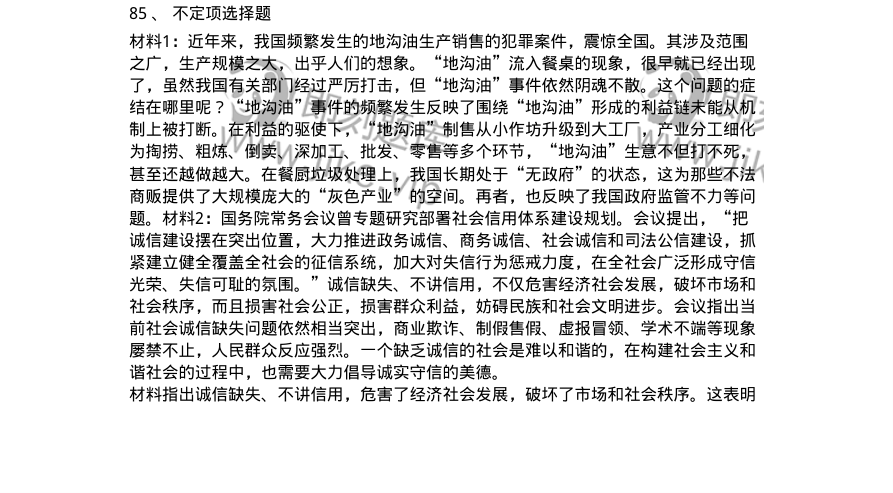 85 、 不定项选择题
材料1：近年来，我国频繁发生的地沟油生产销售的犯罪案件，震惊全国。其涉及范围
之广，生产规模之大，出乎人们的想象。“地沟油”流入餐桌的现象，很早就已经出现
了，虽然我国有关部门经过严厉打击，但“地沟油”事件依然阴魂不散。这个问题的症
结在哪里呢？“地沟油”事件的频繁发生反映了围绕“地沟油”形成的利益链未能从机
制上被打断。在利益的驱使下，“地沟油”制售从小作坊升级到大工厂，产业分工细化
为掏捞、粗炼、倒卖、深加工、批发、零售等多个环节，“地沟油”生意不但打不死，
甚至还越做越大。在餐厨垃圾处理上，我国长期处于“无政府”的状态，这为那些不法
商贩提供了大规模庞大的“灰色产业”的空间。再者，也反映了我国政府监管不力等问
题。材料2：国务院常务会议曾专题研究部署社会信用体系建设规划。会议提出，“把
诚信建设摆在突出位置，大力推进政务诚信、商务诚信、社会诚信和司法公信建设，抓
紧建立健全覆盖全社会的征信系统，加大对失信行为惩戒力度，在全社会广泛形成守信
光荣、失信可耻的氛围。”诚信缺失、不讲信用，不仅危害经济社会发展，破坏市场和
社会秩序，而且损害社会公正，损害群众利益，妨碍民族和社会文明进步。会议指出当
前社会诚信缺失问题依然相当突出，商业欺诈、制假售假、虚报冒领、学术不端等现象
屡禁不止，人民群众反应强烈。一个缺乏诚信的社会是难以和谐的，在构建社会主义和
谐社会的过程中，也需要大力倡导诚实守信的美德。
材料指出诚信缺失、不讲信用，危害了经济社会发展，破坏了市场和社会秩序。这表明